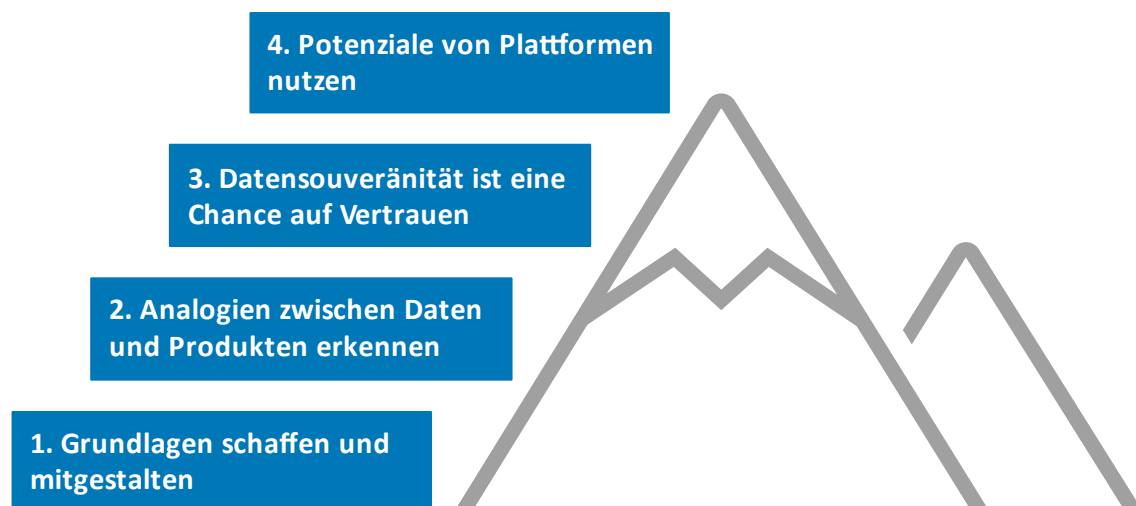 4. Potenziale von Plattformen
nutzen
3. Datensouveränität ist eine
Chance auf Vertrauen
2. Analogien zwischen Daten
und Produkten erkennen
1. Grundlagen schaffen und
mitgestalten